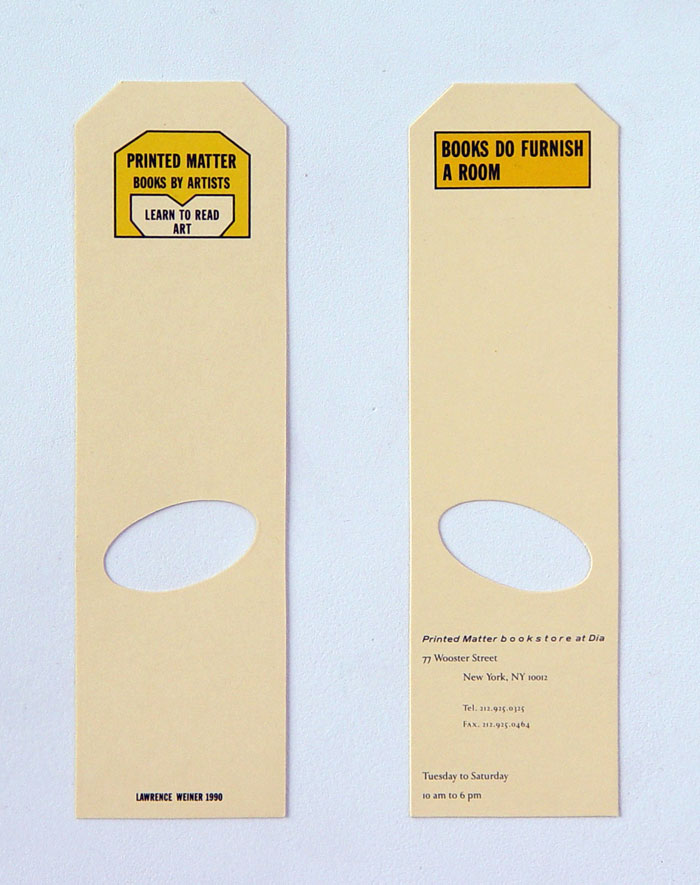 PRINTED MATTER
BOOKS BY ARTISTS
LEARN TO READ
ART
LAWRENCE WEINER 1990
BOOKS DO FURNISH
A ROOM
Printed Matter bookstore at Dia
77 Wooster Street
New York, NY 10012
Tel. 212.925.0325
Fax. 212.925.0464
Tuesday to Saturday
10 am to 6 pm